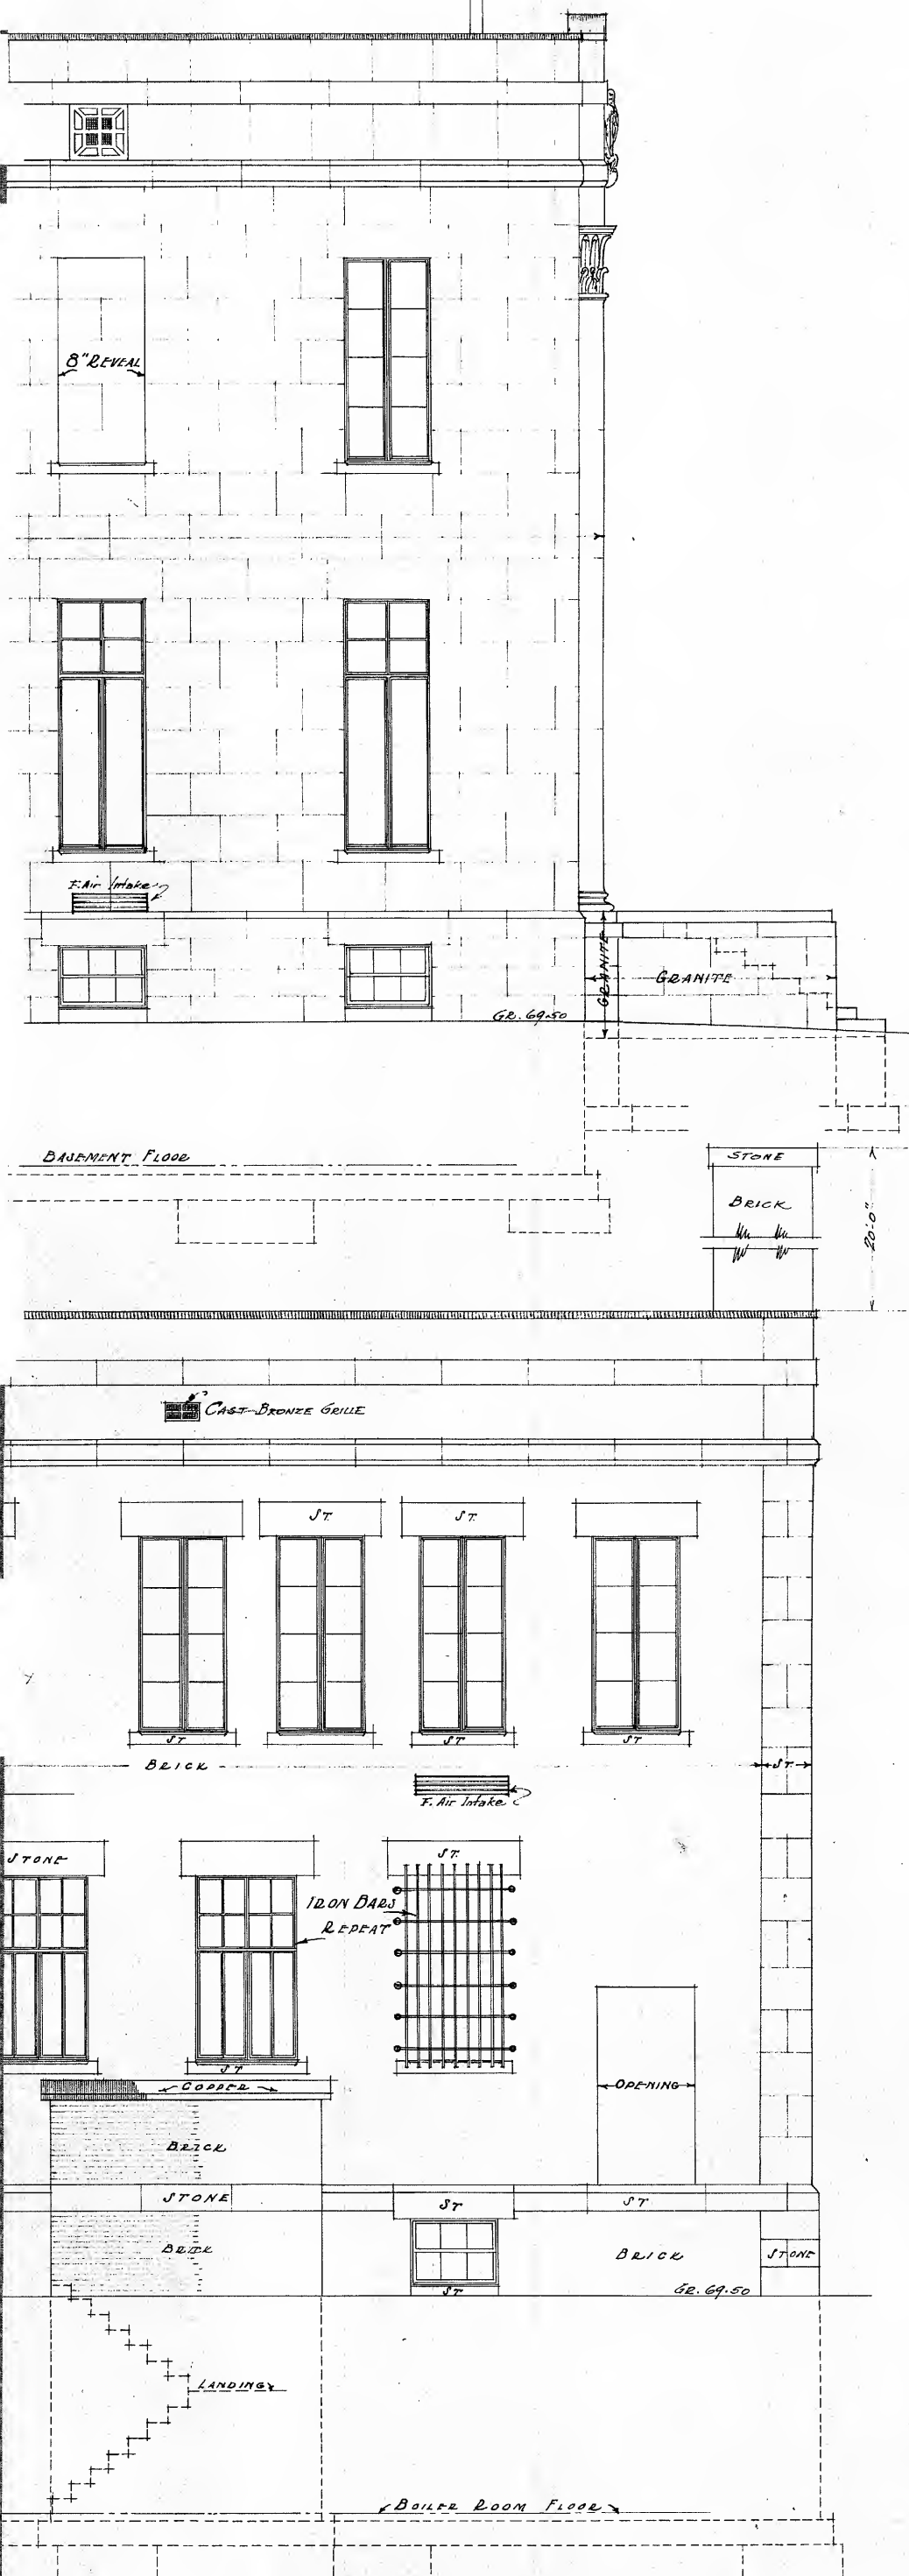 8" REVEAL
F. Air Intake
GRANITE
GRANITE
GR. 69.50
BASEMENT FLOOR
STONE
BRICK
20'-0"
CAST-BRONZE GRILLE
ST.
ST.
ST
ST
ST
BRICK
ST.
F. Air Intake
STONE
ST.
IRON BARS
REPEAT
ST
COPPER
OPENING
BRICK
STONE
ST
ST
BRICK
BRICK
STONE
ST
GR. 69.50
LANDING
BOILER ROOM FLOOR